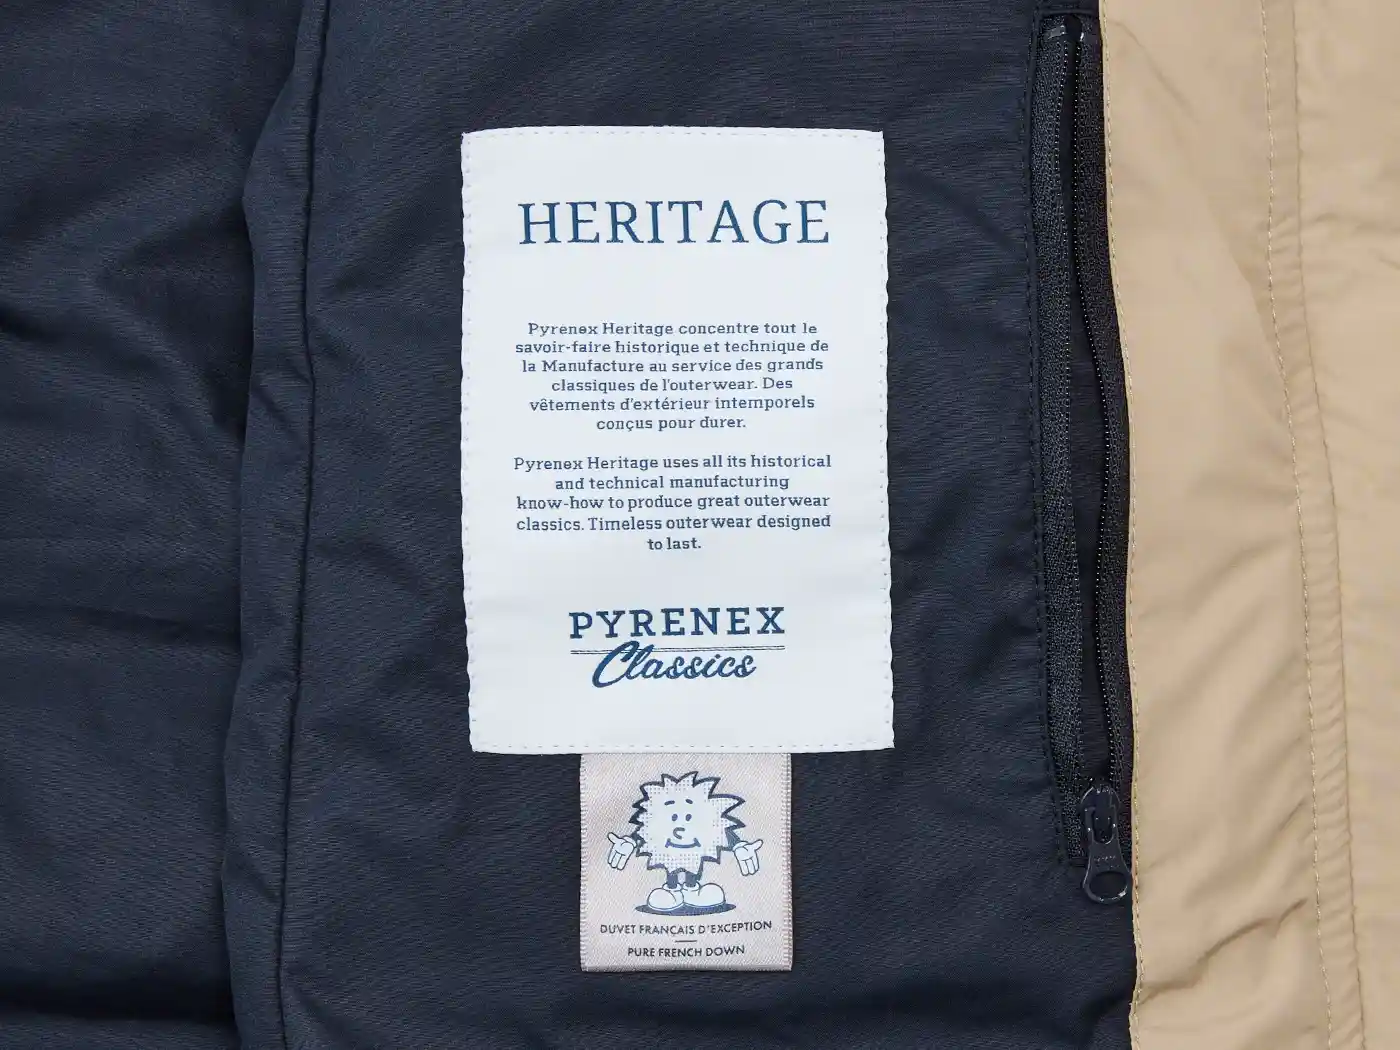 HERITAGE
Pyrenex Heritage concentre tout le
savoir-faire historique et technique de
la Manufacture au service des grands
classiques de l'outerwear. Des
vêtements d'extérieur intemporels
conçus pour durer.
Pyrenex Heritage uses all its historical
and technical manufacturing
know-how to produce great outerwear
classics. Timeless outerwear designed
to last.
PYRENEX
Classics
DUVET FRANÇAIS D'EXCEPTION
PURE FRENCH DOWN